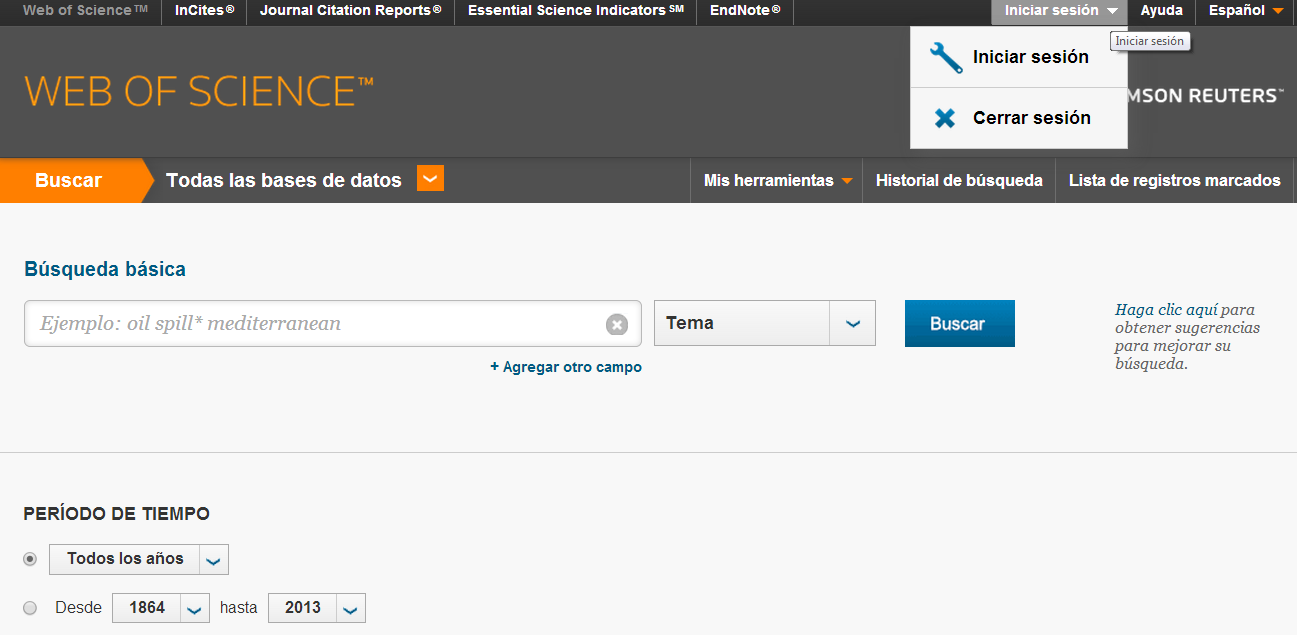 Web of Science™ InCites® Journal Citation Reports® Essential Science Indicators ℠ EndNote® Iniciar sesión Ayuda Español
Iniciar sesión
Iniciar sesión
WEB OF SCIENCE™
MSON REUTERS™
Cerrar sesión
Buscar Todas las bases de datos Mis herramientas Historial de búsqueda Lista de registros marcados
Búsqueda básica
Ejemplo: oil spill* mediterranean Tema Buscar
Haga clic aquí para
obtener sugerencias
para mejorar su
búsqueda.
+ Agregar otro campo
PERÍODO DE TIEMPO
Todos los años
Desde 1864 hasta 2013